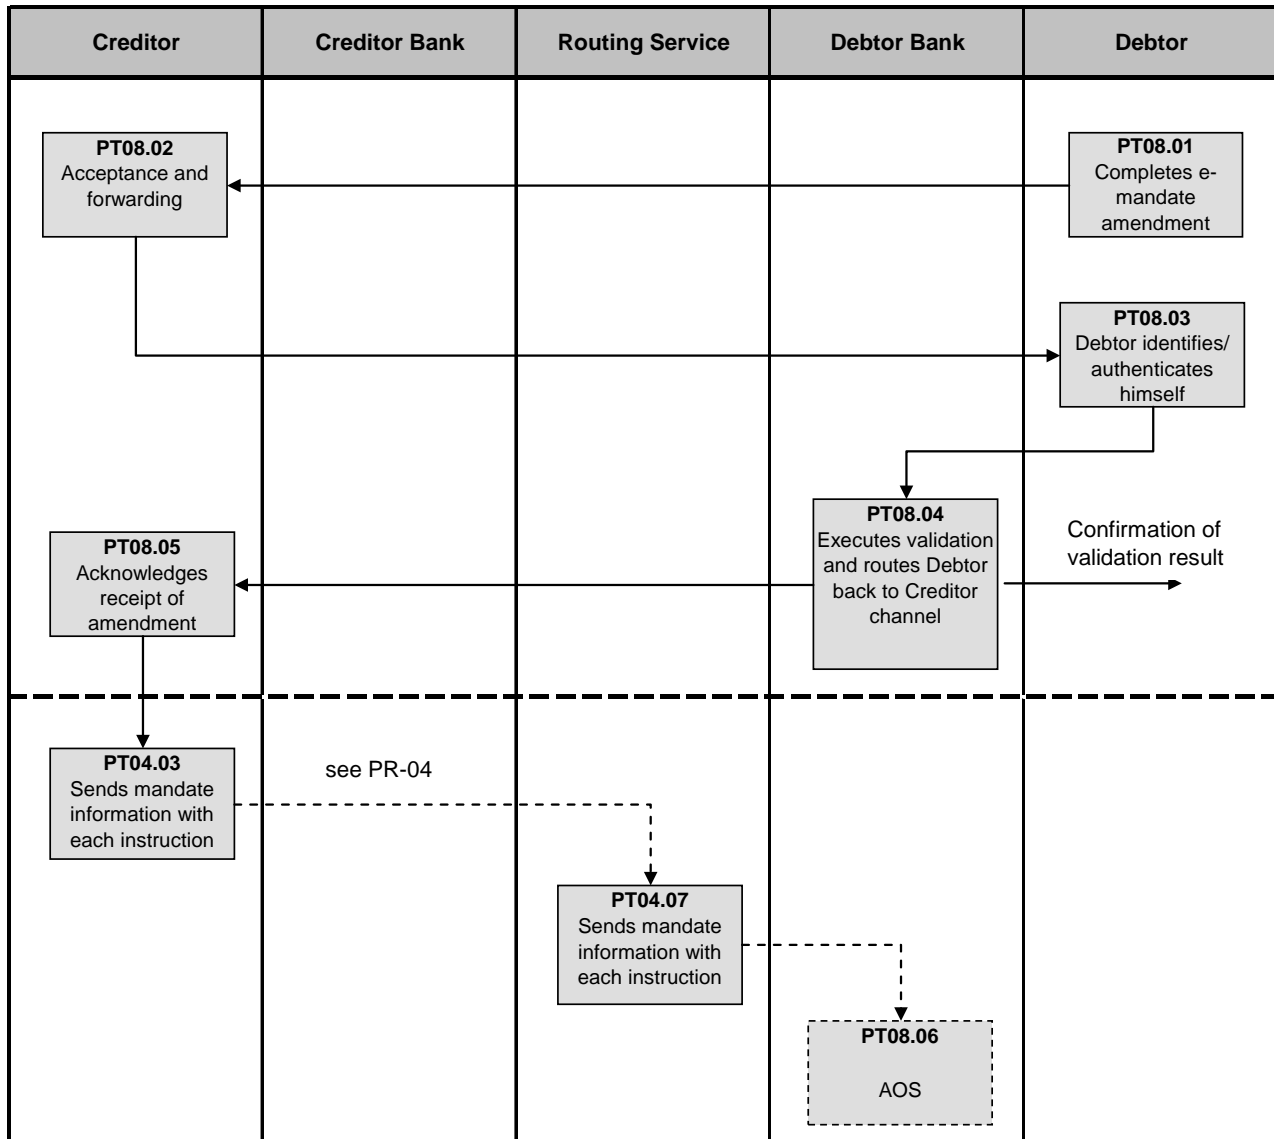 Creditor
Creditor Bank
Routing Service
Debtor Bank
Debtor
PT08.02
Acceptance and
forwarding
PT08.01
Completes e-
mandate
amendment
PT08.03
Debtor identifies/
authenticates
himself
PT08.04
Executes validation
and routes Debtor
back to Creditor
channel
Confirmation of
validation result
PT08.05
Acknowledges
receipt of
amendment
PT04.03
Sends mandate
information with
each instruction
see PR-04
PT04.07
Sends mandate
information with
each instruction
PT08.06
AOS